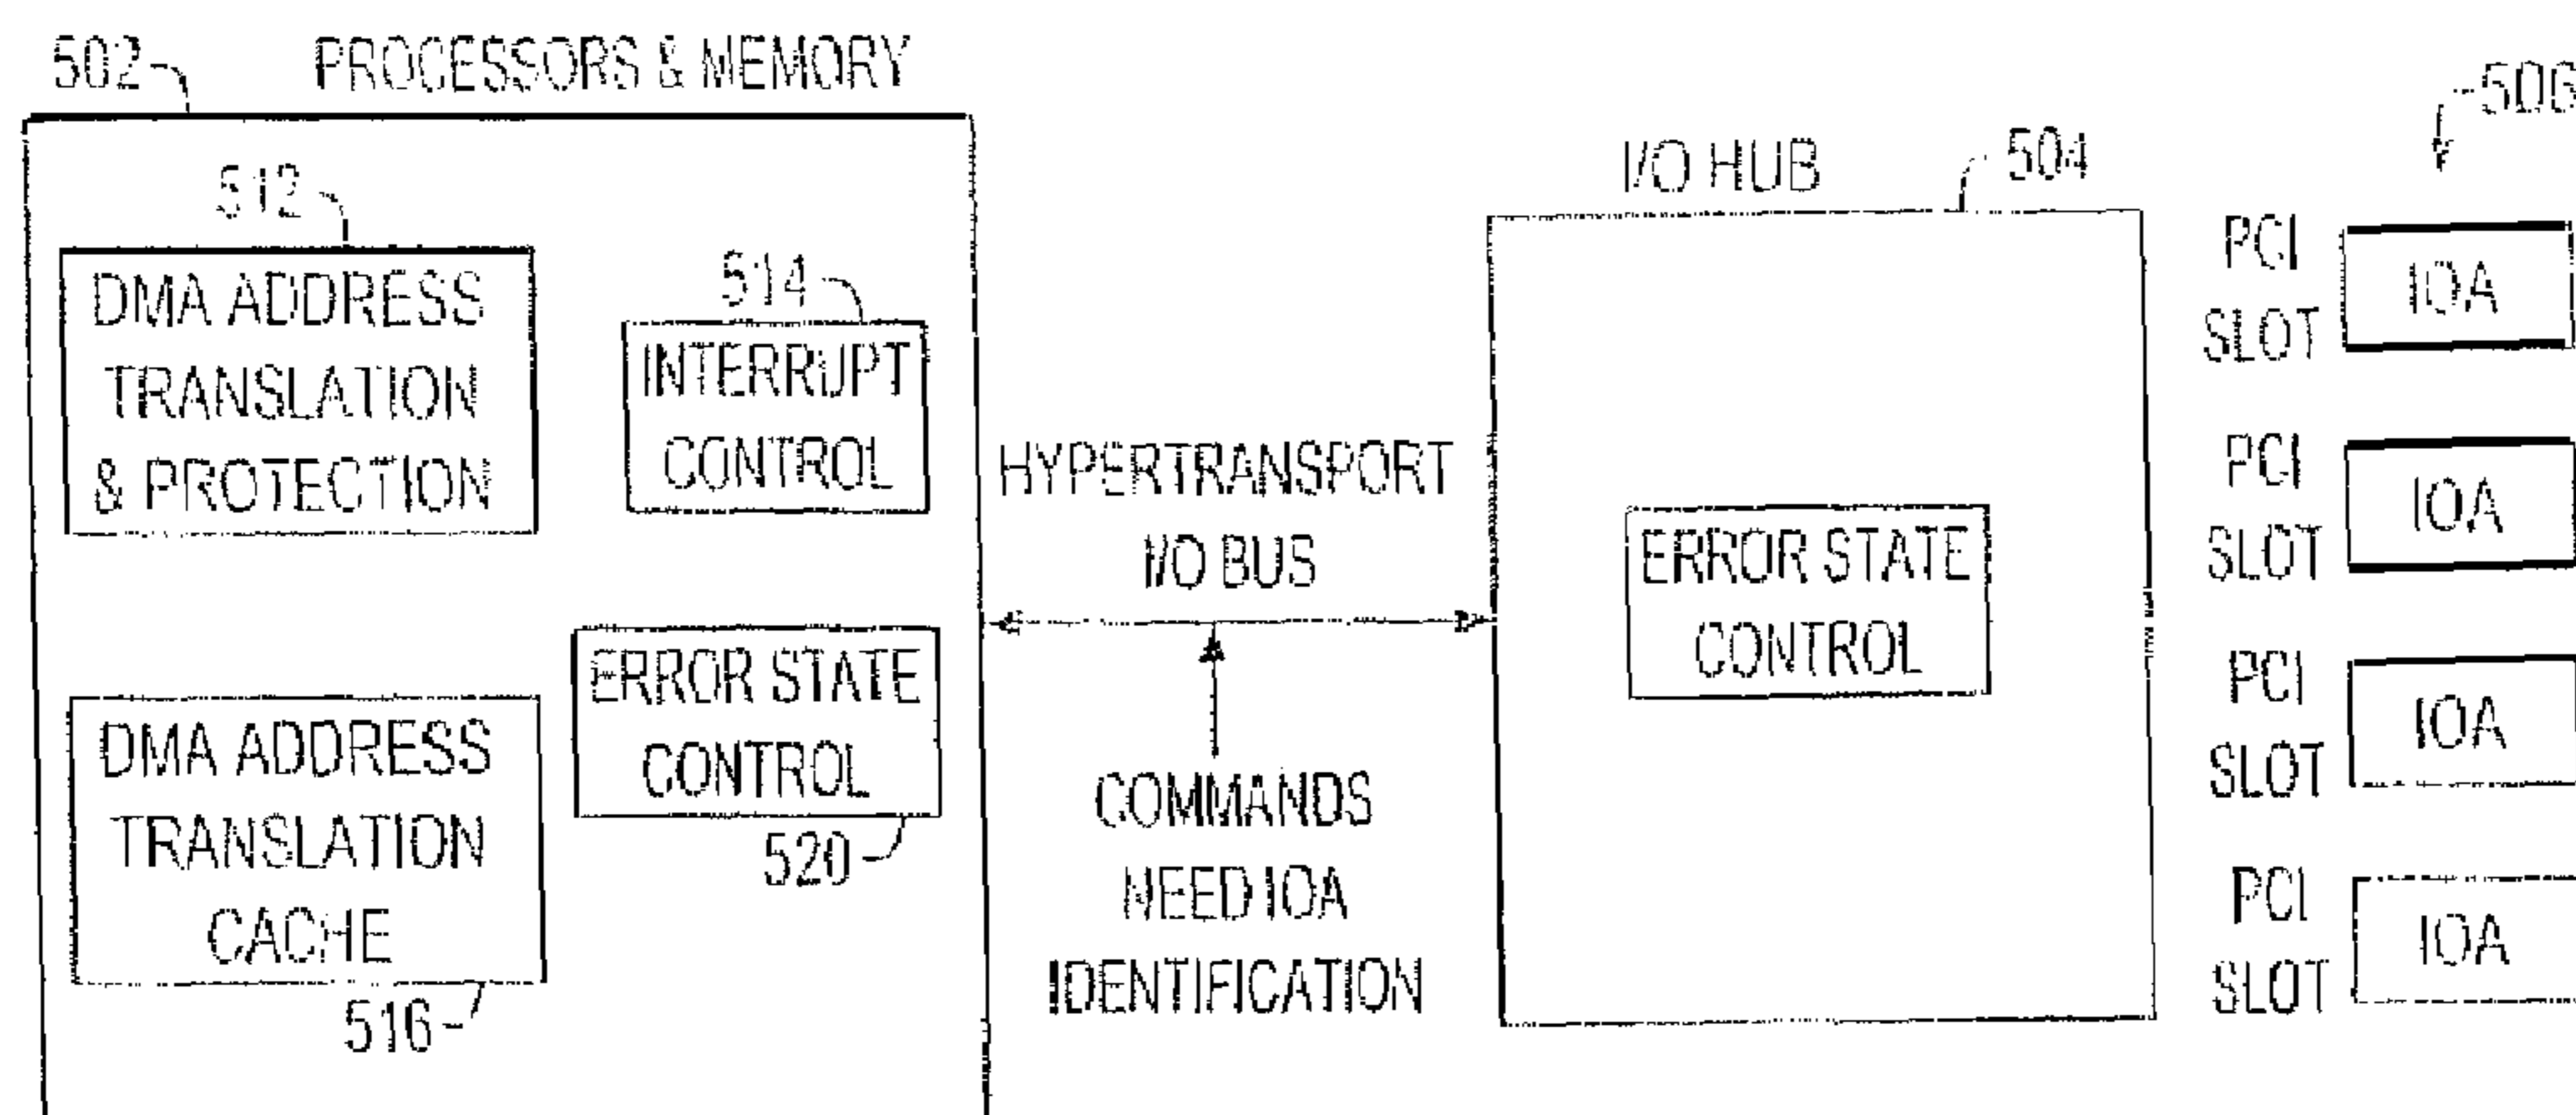 502
PROCESSORS & MEMORY
512
DMA ADDRESS
TRANSLATION
& PROTECTION
514
INTERRUPT
CONTROL
DMA ADDRESS
TRANSLATION
CACHE
516
ERROR STATE
CONTROL
520
HYPERTRANSPORT
I/O BUS
COMMANDS
NEED IOA
IDENTIFICATION
I/O HUB
504
ERROR STATE
CONTROL
506
PCI
SLOT
IOA
PCI
SLOT
IOA
PCI
SLOT
IOA
PCI
SLOT
IOA